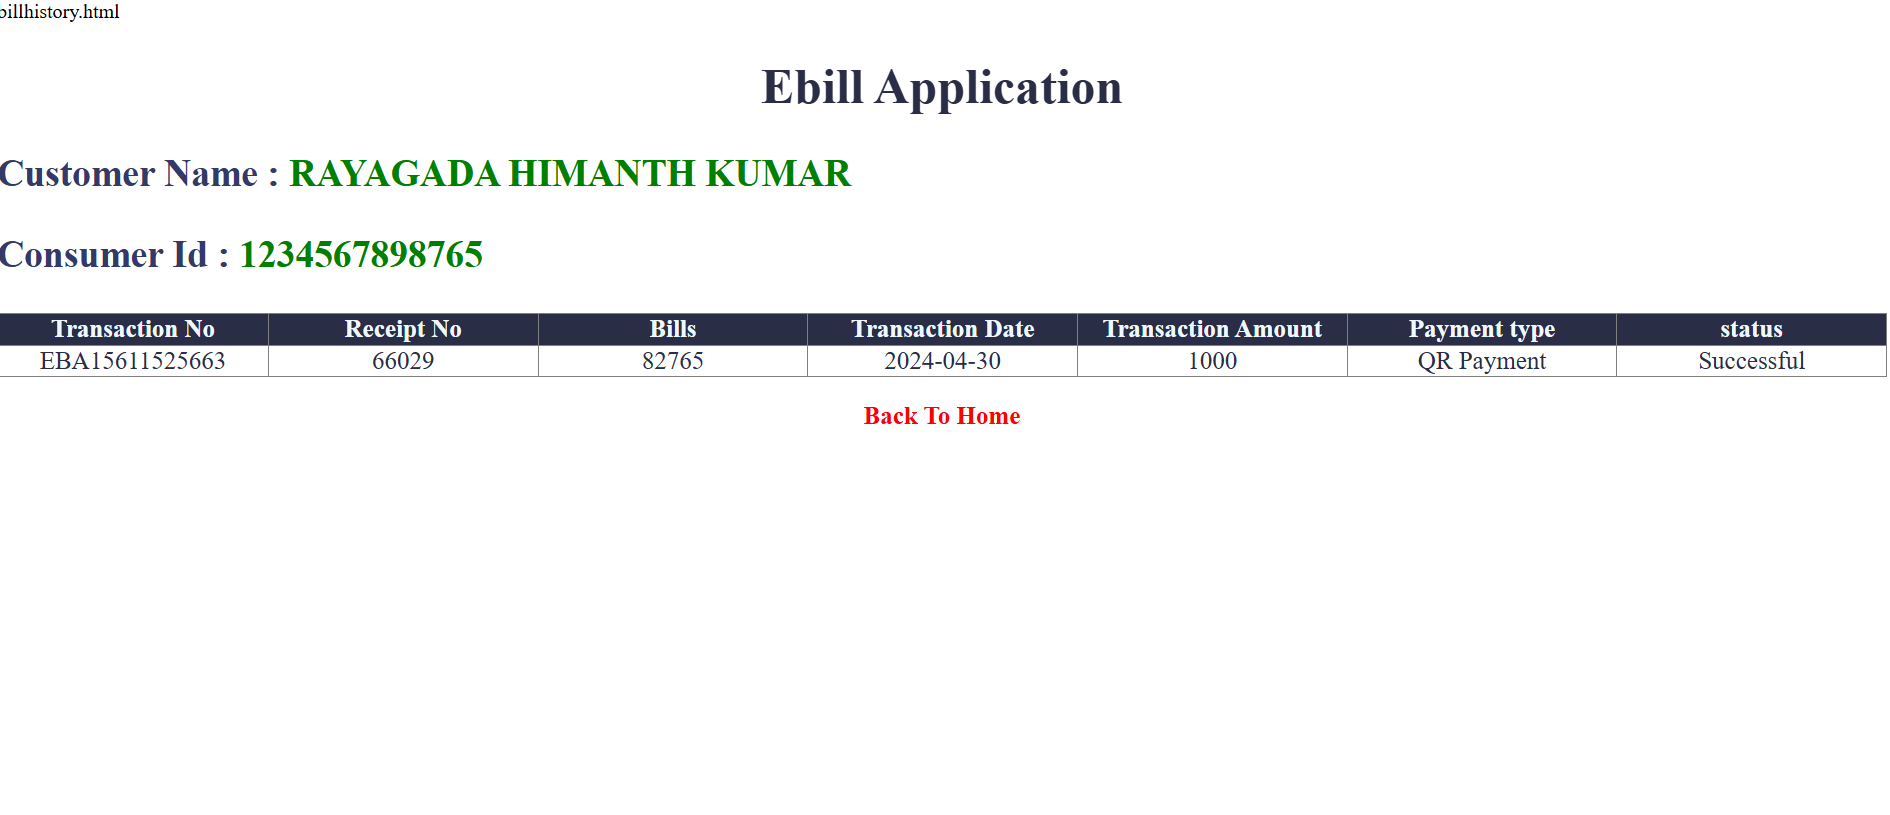 billhistory.html
Ebill Application
Customer Name : RAYAGADA HIMANTH KUMAR
Consumer Id : 1234567898765
Transaction No Receipt No Bills Transaction Date Transaction Amount Payment type status
EBA15611525663 66029 82765 2024-04-30 1000 QR Payment Successful
Back To Home